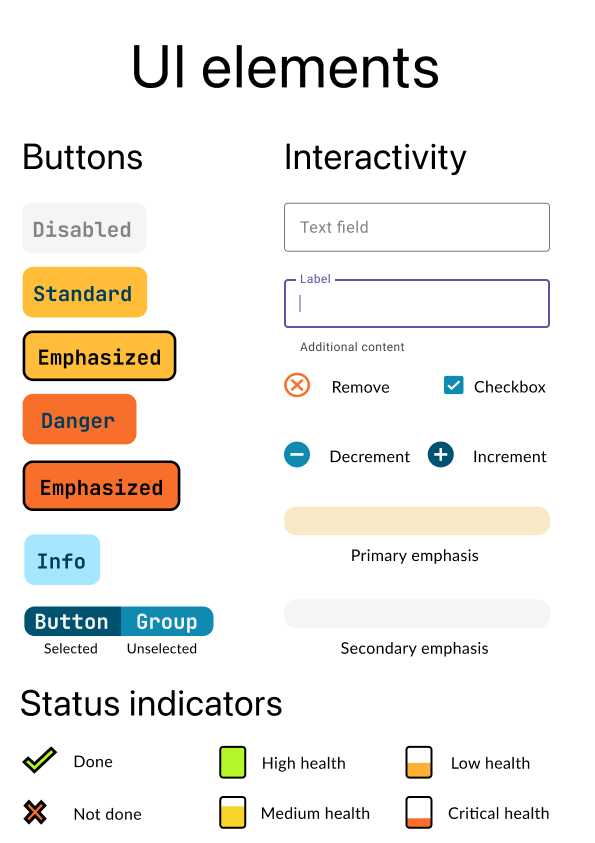 UI elements
Buttons
Disabled
Standard
Emphasized
Danger
Emphasized
Info
Button Group
Selected Unselected
Interactivity
Text field
Label
Additional content
Remove Checkbox
Decrement Increment
Primary emphasis
Secondary emphasis
Status indicators
Done High health Low health
Not done Medium health Critical health